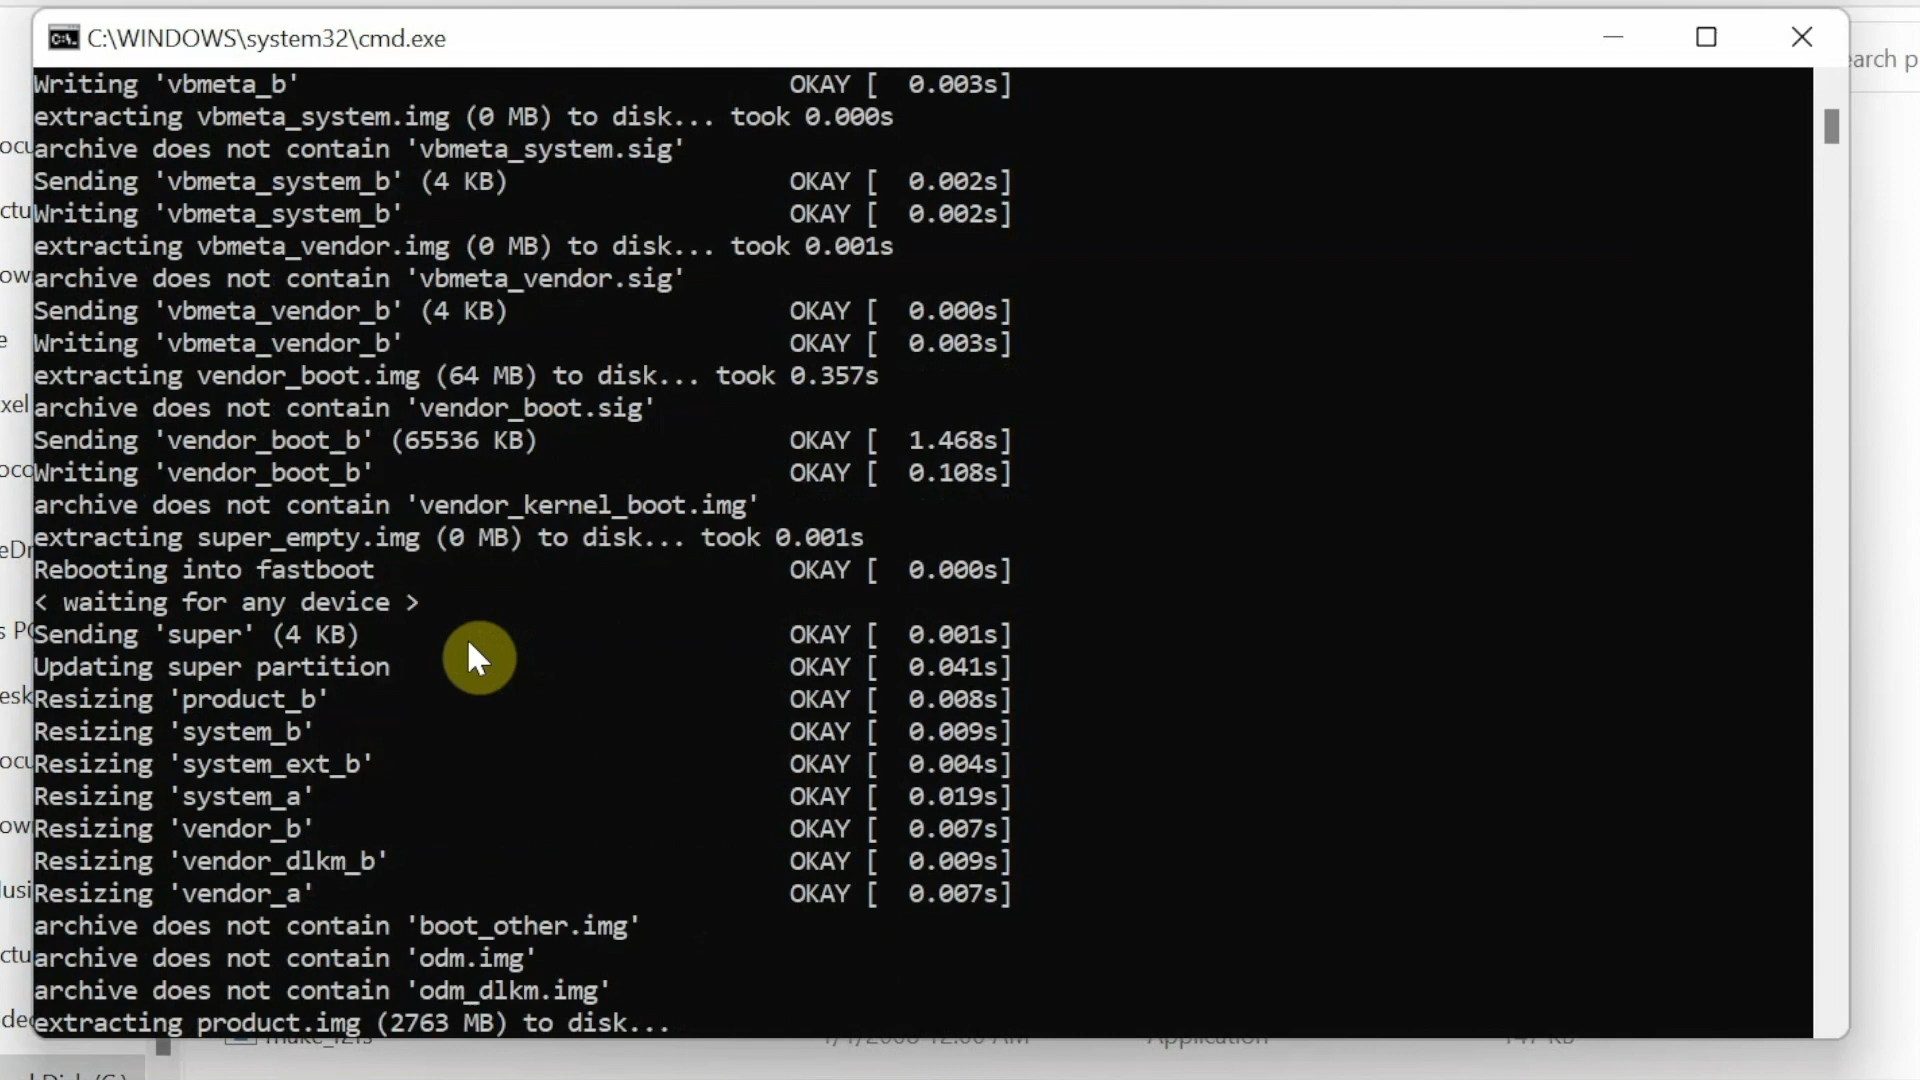 C:\WINDOWS\system32\cmd.exe
Writing 'vbmeta_b' OKAY [ 0.003s]
extracting vbmeta_system.img (0 MB) to disk... took 0.000s
archive does not contain 'vbmeta_system.sig'
Sending 'vbmeta_system_b' (4 KB) OKAY [ 0.002s]
Writing 'vbmeta_system_b' OKAY [ 0.002s]
extracting vbmeta_vendor.img (0 MB) to disk... took 0.001s
archive does not contain 'vbmeta_vendor.sig'
Sending 'vbmeta_vendor_b' (4 KB) OKAY [ 0.000s]
Writing 'vbmeta_vendor_b' OKAY [ 0.003s]
extracting vendor_boot.img (64 MB) to disk... took 0.357s
archive does not contain 'vendor_boot.sig'
Sending 'vendor_boot_b' (65536 KB) OKAY [ 1.468s]
Writing 'vendor_boot_b' OKAY [ 0.108s]
archive does not contain 'vendor_kernel_boot.img'
extracting super_empty.img (0 MB) to disk... took 0.001s
Rebooting into fastboot OKAY [ 0.000s]
< waiting for any device >
Sending 'super' (4 KB) OKAY [ 0.001s]
Updating super partition OKAY [ 0.041s]
Resizing 'product_b' OKAY [ 0.008s]
Resizing 'system_b' OKAY [ 0.009s]
Resizing 'system_ext_b' OKAY [ 0.004s]
Resizing 'system_a' OKAY [ 0.019s]
Resizing 'vendor_b' OKAY [ 0.007s]
Resizing 'vendor_dlkm_b' OKAY [ 0.009s]
Resizing 'vendor_a' OKAY [ 0.007s]
archive does not contain 'boot_other.img'
archive does not contain 'odm.img'
archive does not contain 'odm_dlkm.img'
extracting product.img (2763 MB) to disk...